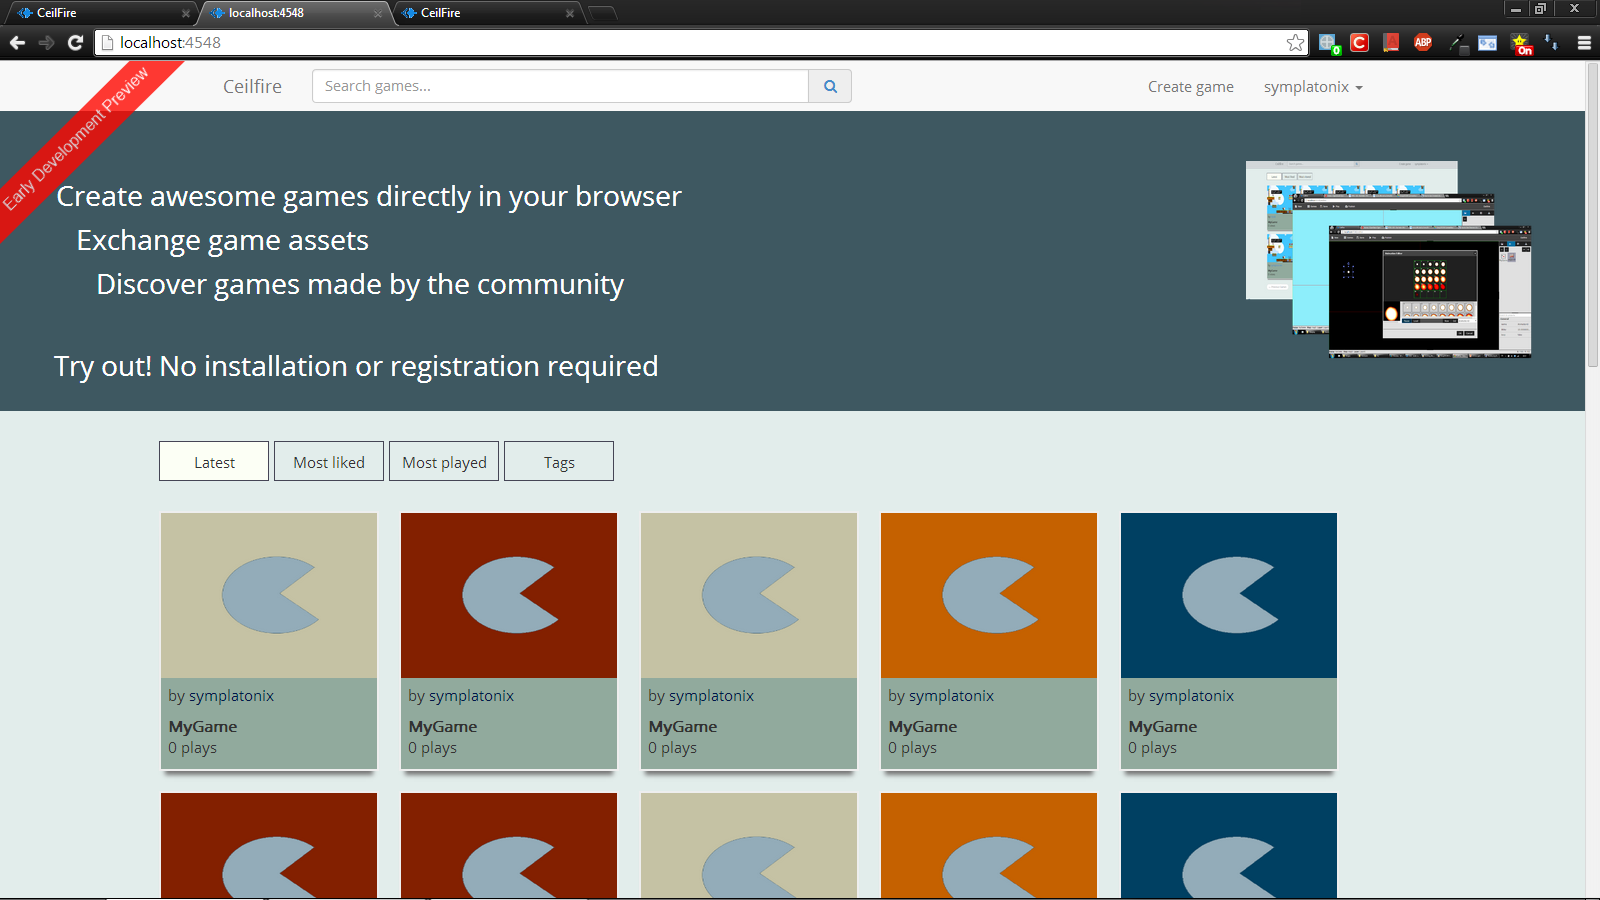 CeilFire
localhost:4548
CeilFire
localhost:4548
Early Development Preview
Ceilfire
Search games...
Create game
symplatonix
Create awesome games directly in your browser
Exchange game assets
Discover games made by the community
Try out! No installation or registration required
Latest
Most liked
Most played
Tags
by symplatonix
MyGame
0 plays
by symplatonix
MyGame
0 plays
by symplatonix
MyGame
0 plays
by symplatonix
MyGame
0 plays
by symplatonix
MyGame
0 plays
0
C
ABP
On